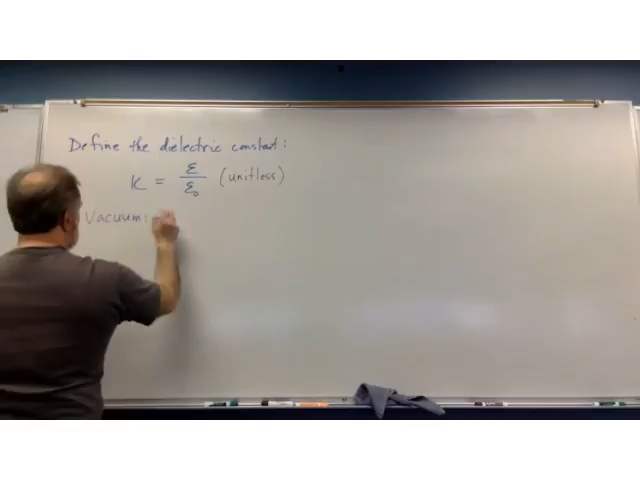 Define the dielectric constant:
K = ε/ε₀ (unitless)
Vacuum: